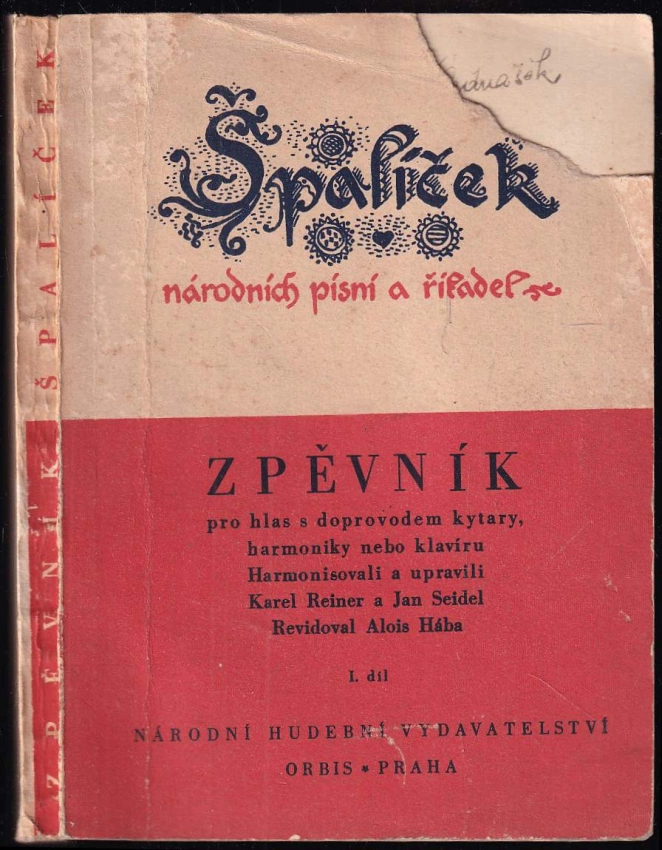 Špalíček
národních písní a říkadel
ZPĚVNÍK
pro hlas s doprovodem kytary,
harmoniky nebo klavíru
Harmonisovali a upravili
Karel Reiner a Jan Seidel
Revidoval Alois Hába
I. díl
NÁRODNÍ HUDEBNÍ VYDAVATELSTVÍ
ORBIS * PRAHA
ZPĚVNÍK ŠPALÍČEK